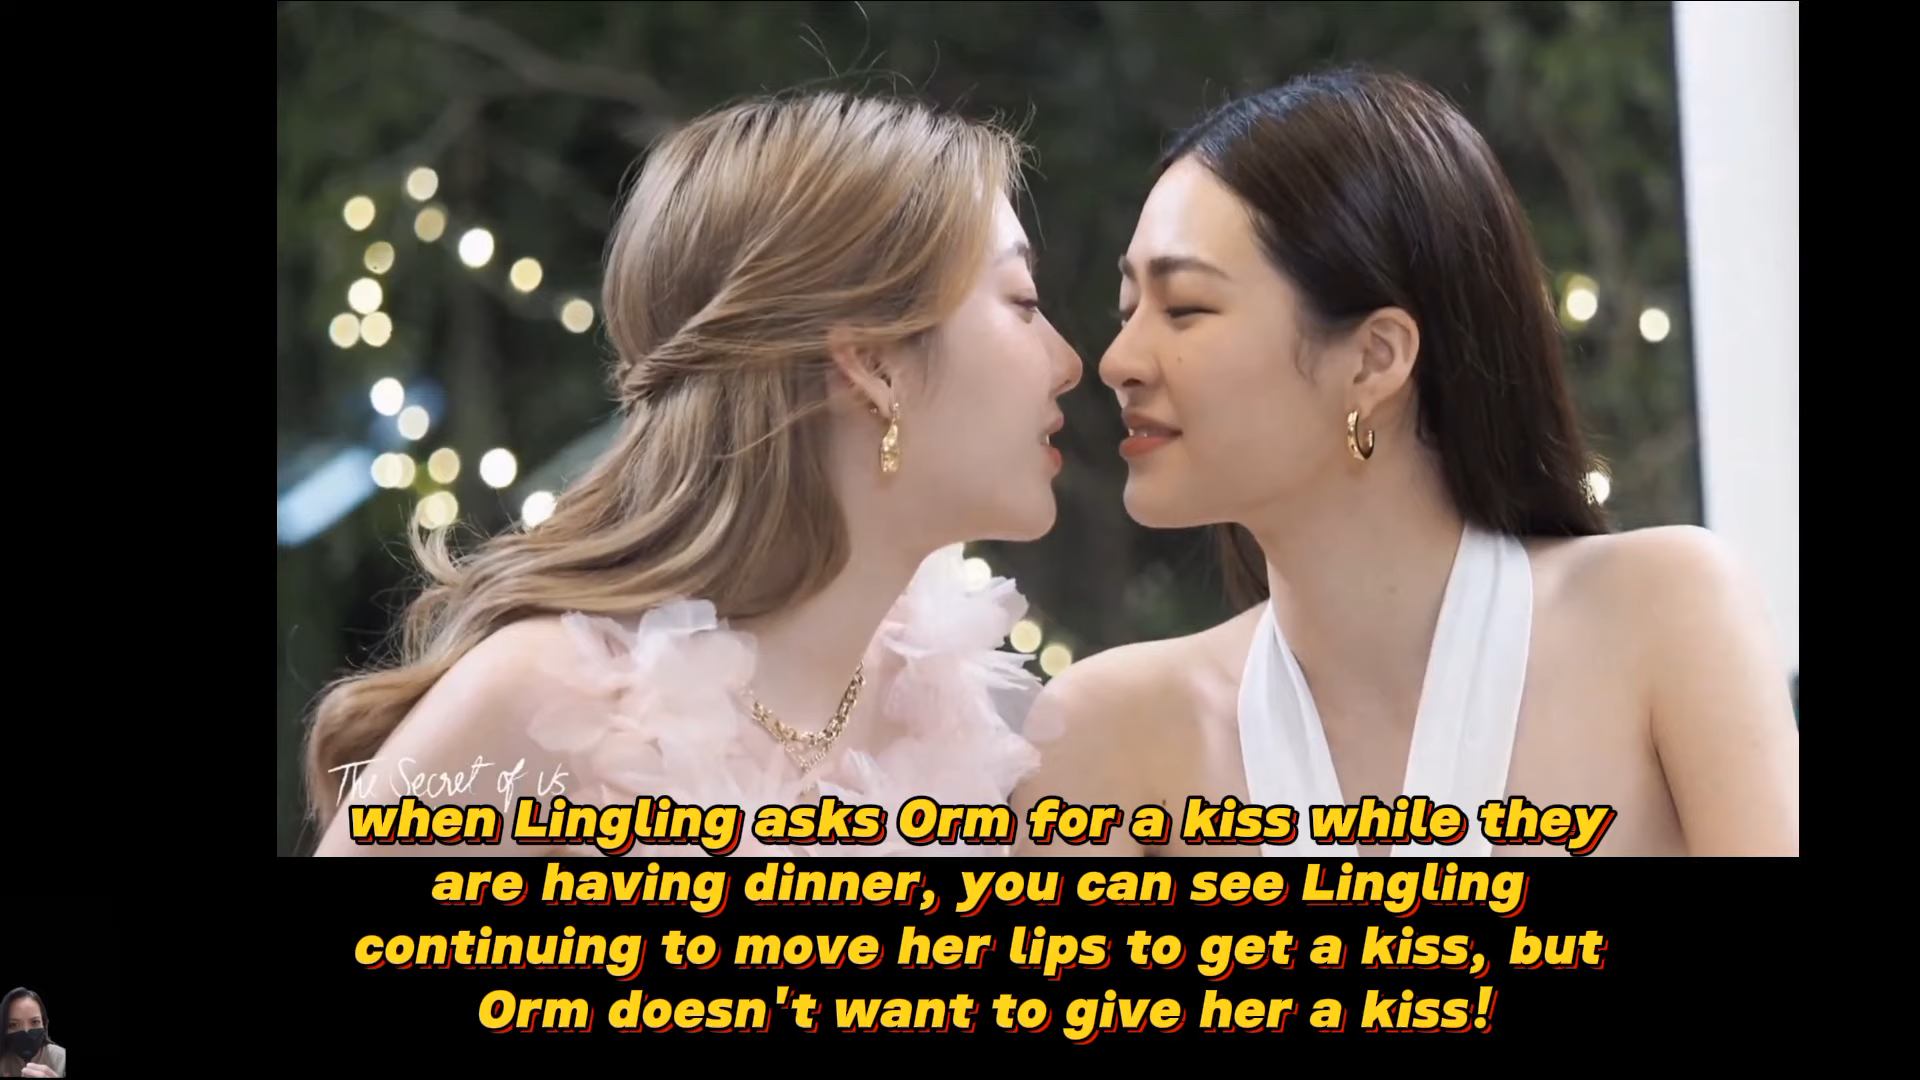 The Secret of Us
when Lingling asks Orm for a kiss while they
are having dinner, you can see Lingling
continuing to move her lips to get a kiss, but
Orm doesn't want to give her a kiss!